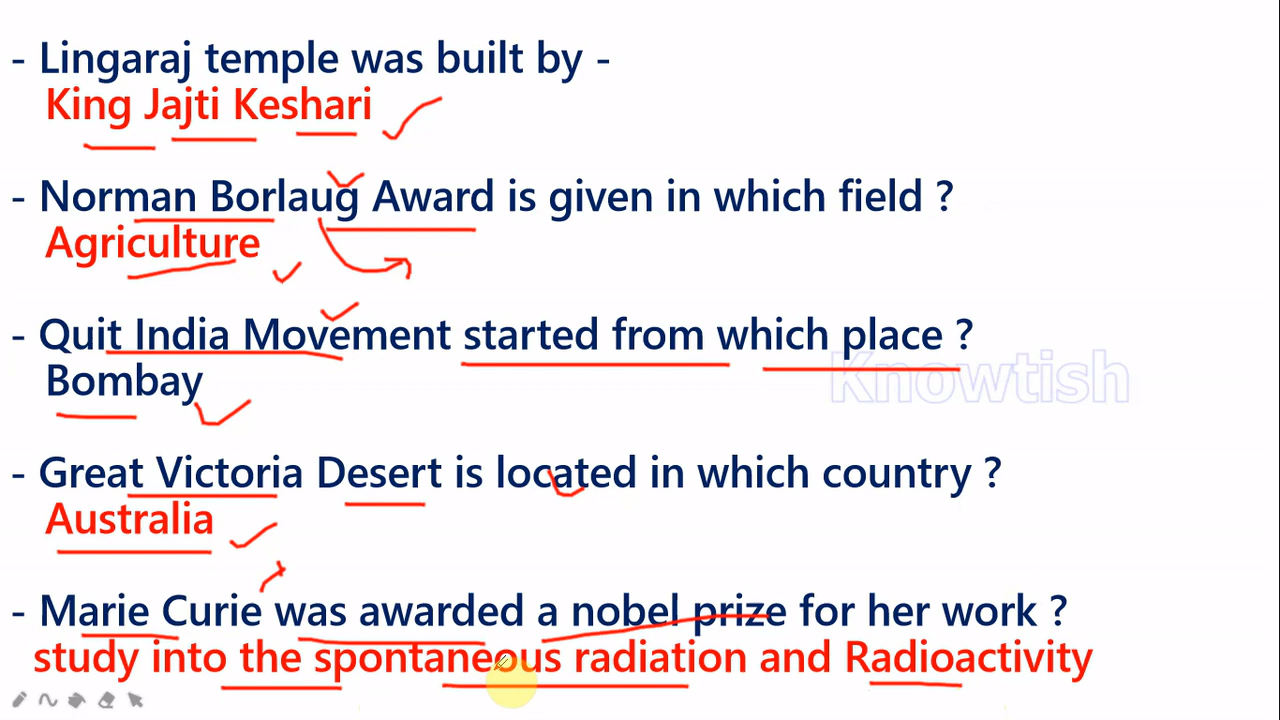 - Lingaraj temple was built by -
King Jajti Keshari
- Norman Borlaug Award is given in which field ?
Agriculture
- Quit India Movement started from which place ?
Knowtish
Bombay
- Great Victoria Desert is located in which country ?
Australia
- Marie Curie was awarded a nobel prize for her work ?
study into the spontaneous radiation and Radioactivity